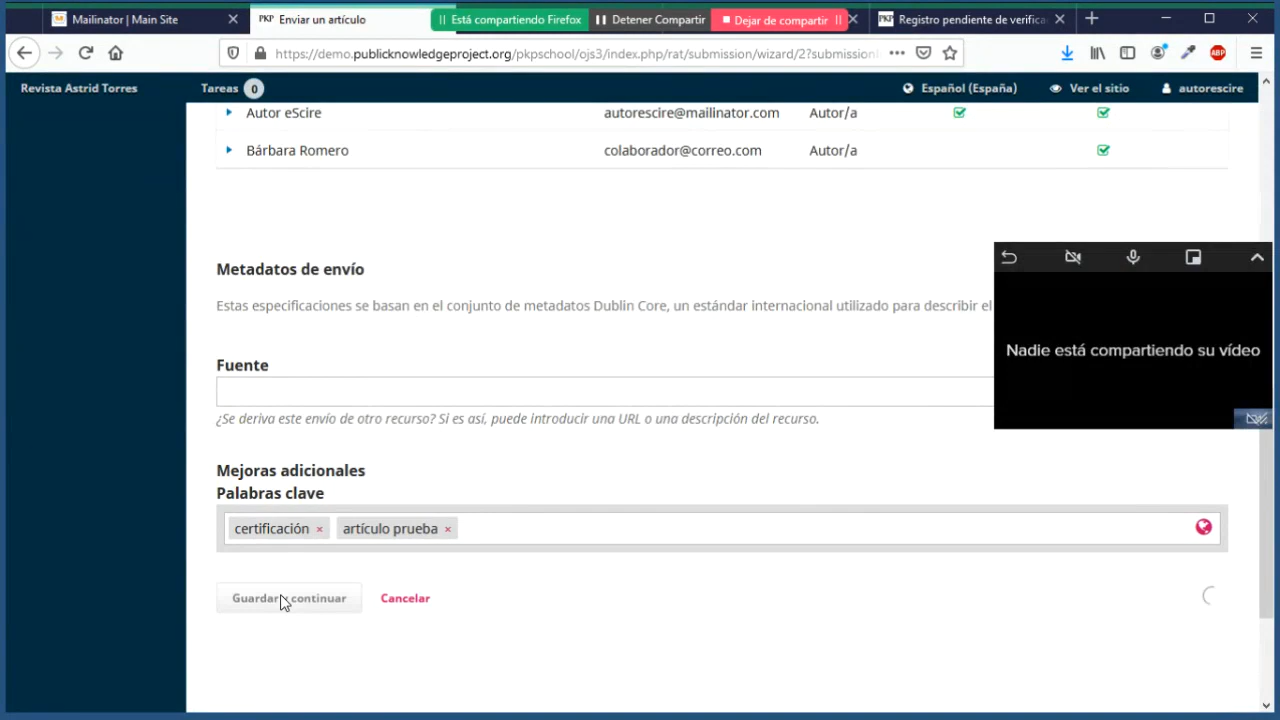 Mailinator | Main Site
PKP Enviar un artículo
Está compartiendo Firefox
Detener Compartir
Dejar de compartir
PKP Registro pendiente de verifica
https://demo.publicknowledgeproject.org/pkpschool/ojs3/index.php/rat/submission/wizard/2?submission
ABP
Revista Astrid Torres
Tareas 0
Español (España)
Ver el sitio
autorescire
Autor eScire autorescire@mailinator.com Autor/a
Bárbara Romero colaborador@correo.com Autor/a
Metadatos de envío
Estas especificaciones se basan en el conjunto de metadatos Dublin Core, un estándar internacional utilizado para describir el
Nadie está compartiendo su vídeo
Fuente
¿Se deriva este envío de otro recurso? Si es así, puede introducir una URL o una descripción del recurso.
Mejoras adicionales
Palabras clave
certificación × artículo prueba ×
Guardar y continuar Cancelar